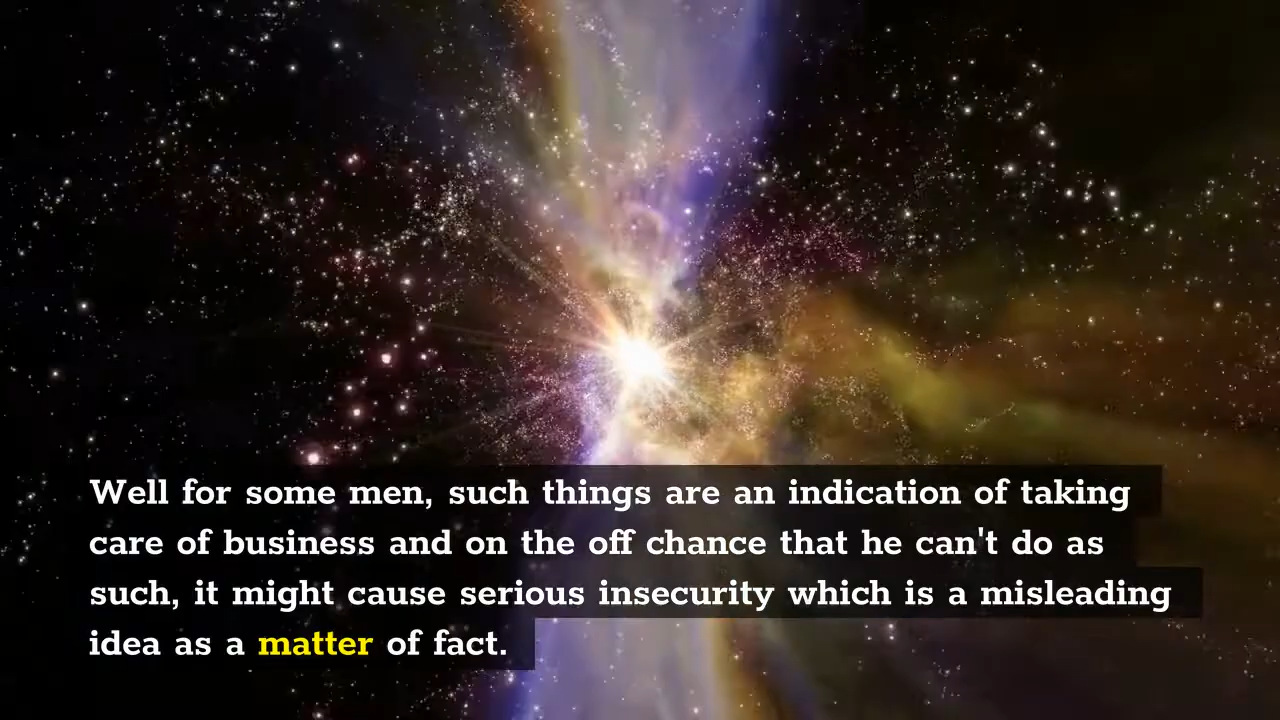 Well for some men, such things are an indication of taking
care of business and on the off chance that he can't do as
such, it might cause serious insecurity which is a misleading
idea as a matter of fact.